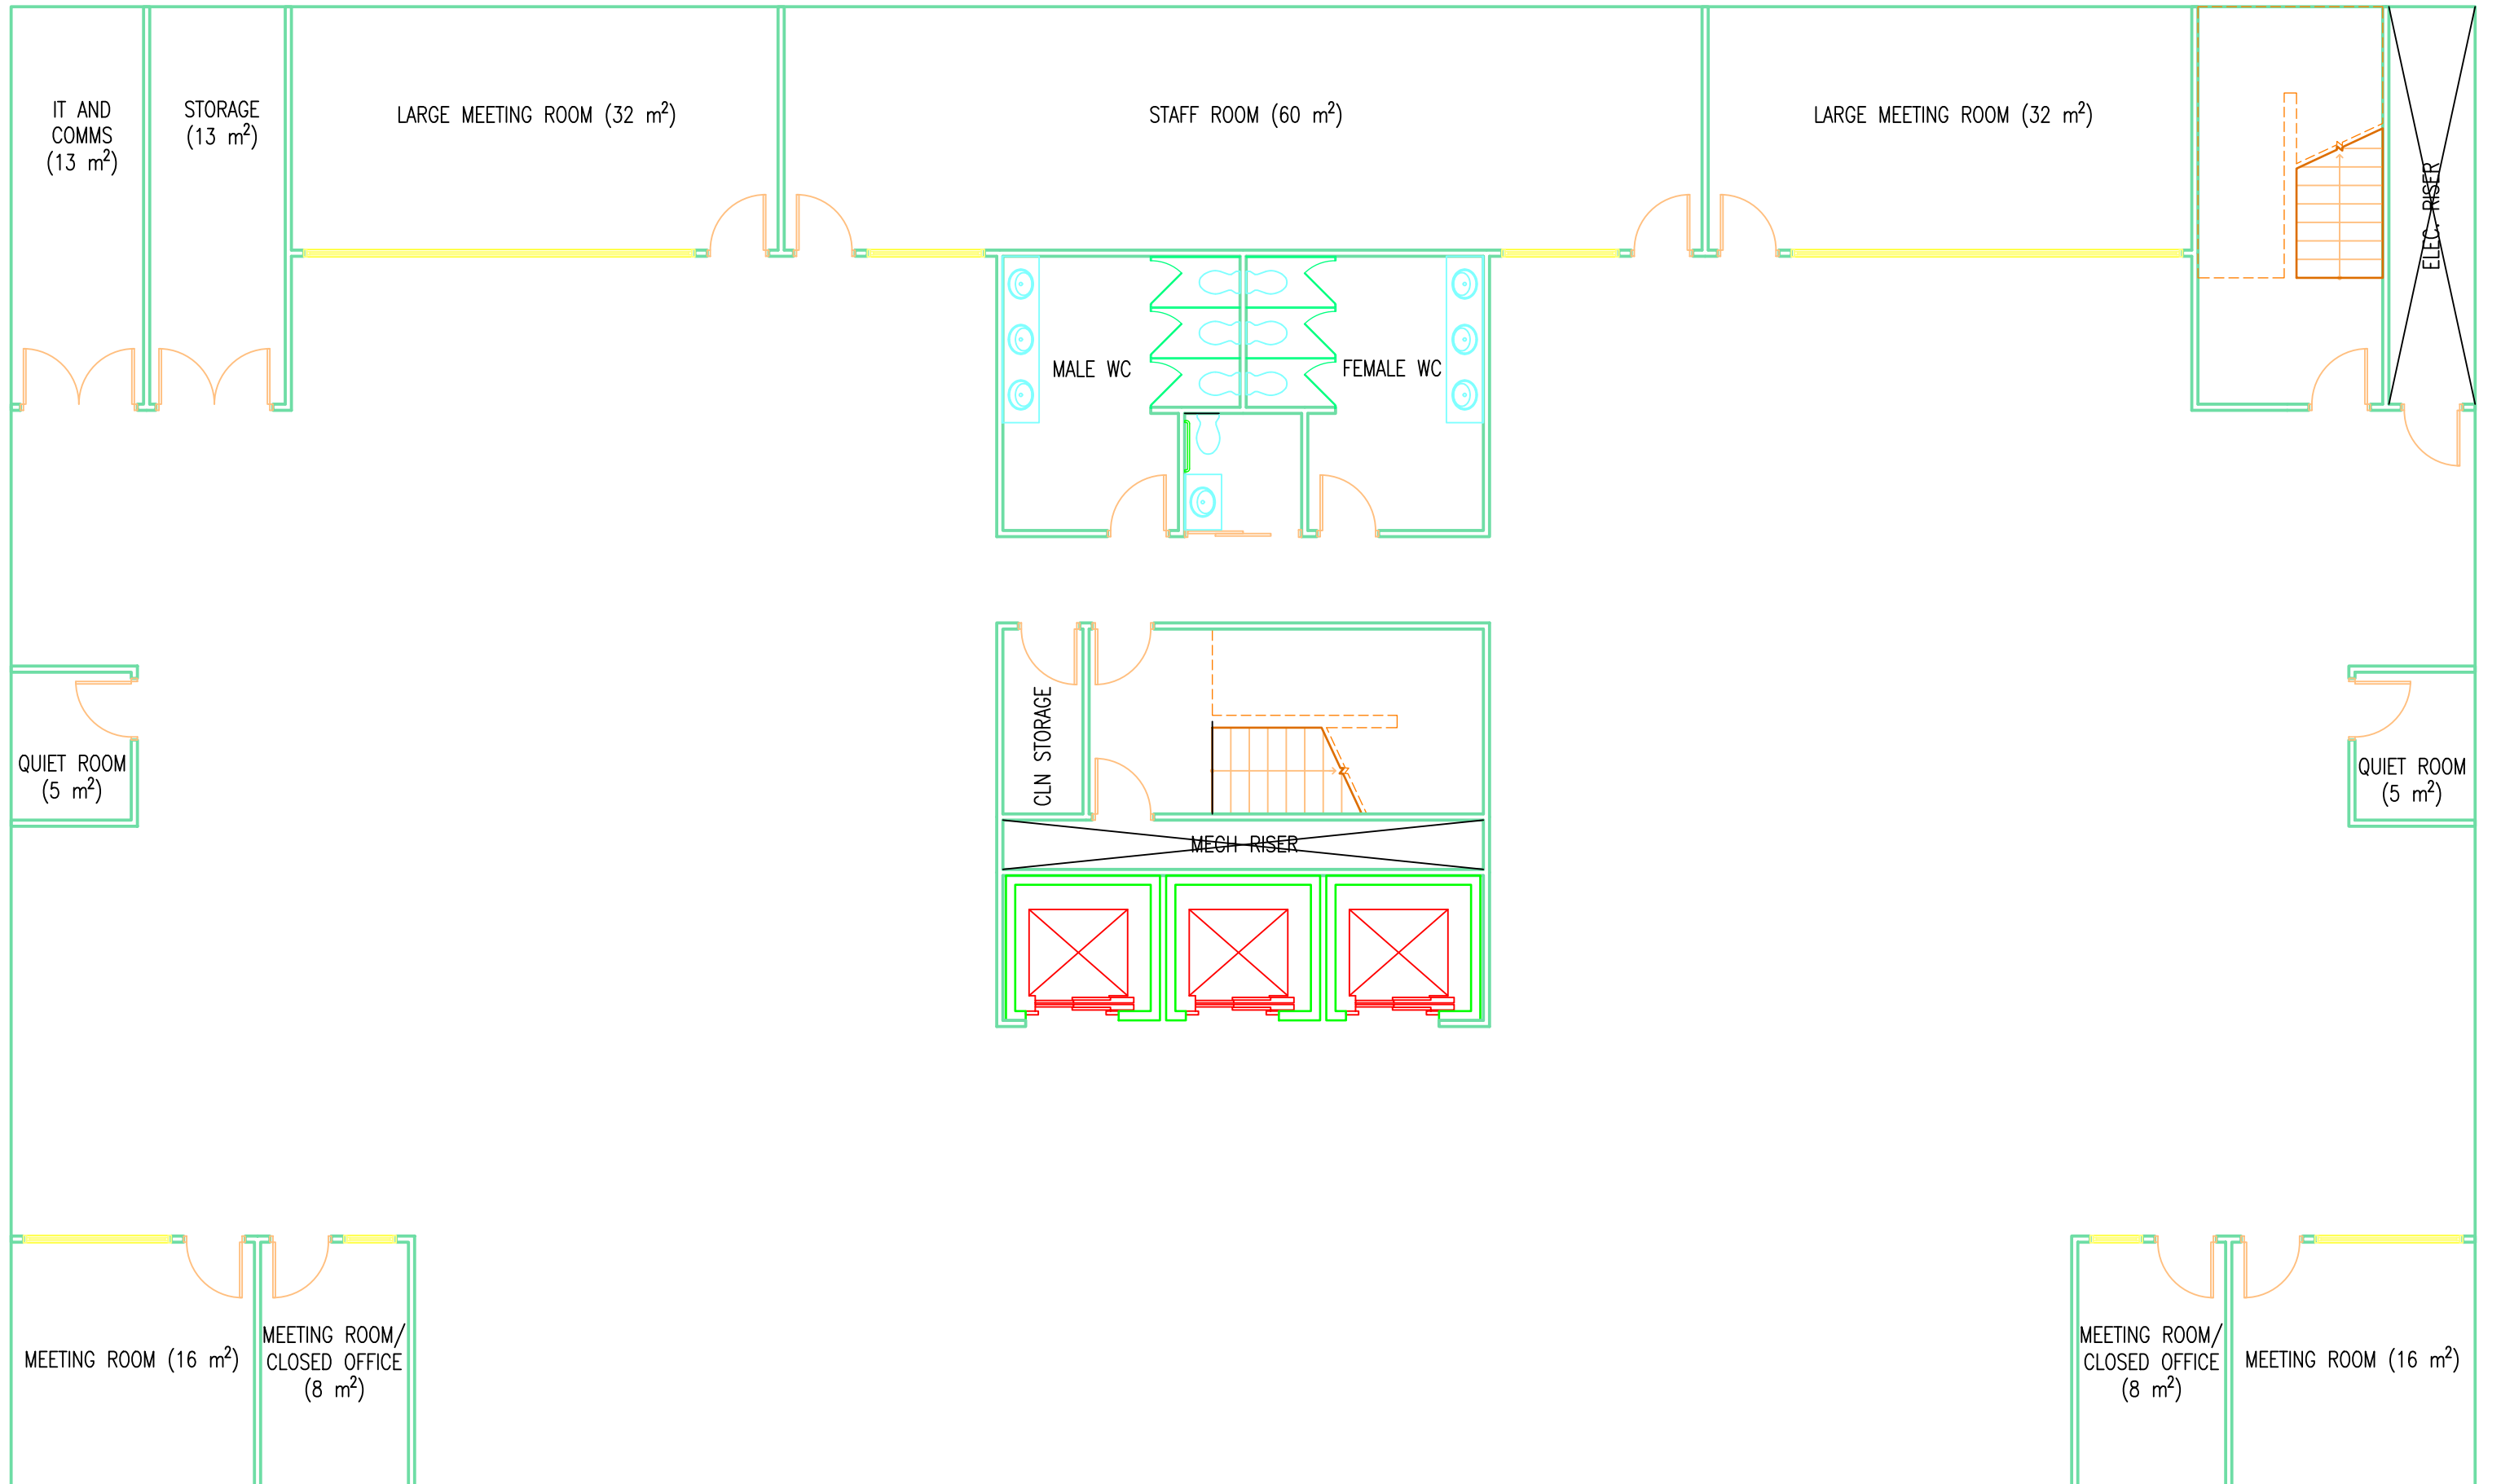 IT AND
COMMS
(13 m²)
STORAGE
(13 m²)
LARGE MEETING ROOM (32 m²)
STAFF ROOM (60 m²)
LARGE MEETING ROOM (32 m²)
ELEC. RISER
MALE WC
FEMALE WC
CLN STORAGE
QUIET ROOM
(5 m²)
QUIET ROOM
(5 m²)
MECH RISER
MEETING ROOM (16 m²)
MEETING ROOM/
CLOSED OFFICE
(8 m²)
MEETING ROOM/
CLOSED OFFICE
(8 m²)
MEETING ROOM (16 m²)